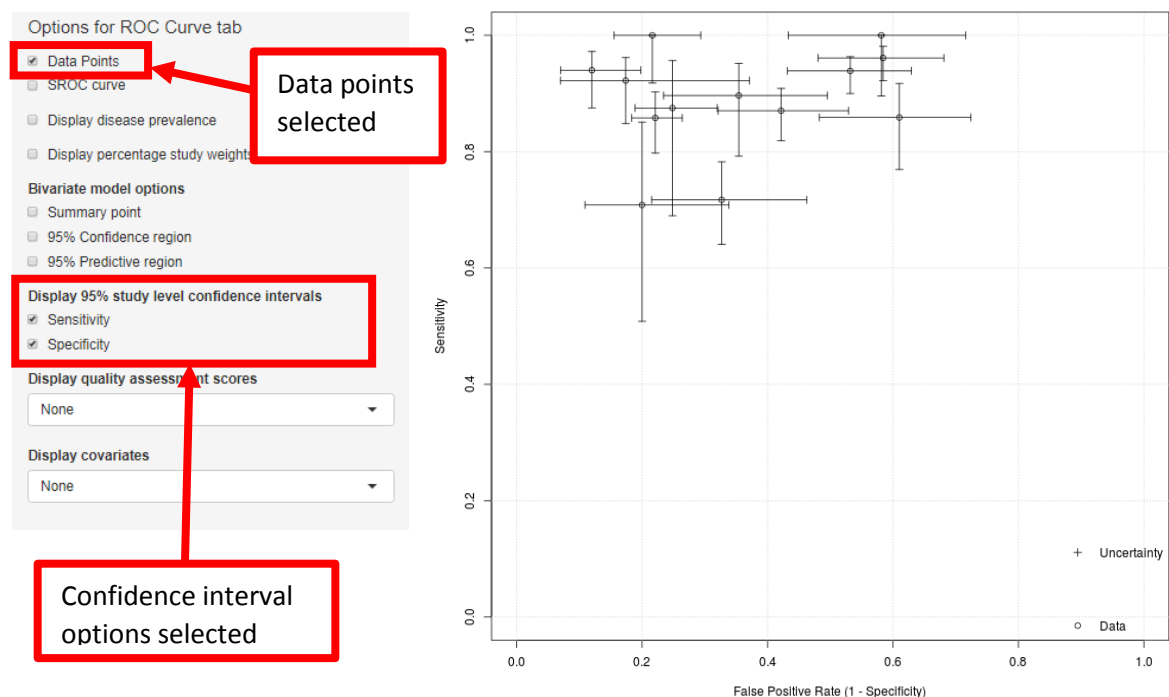 Options for ROC Curve tab
Data Points
SROC curve
Display disease prevalence
Display percentage study weights
Bivariate model options
Summary point
95% Confidence region
95% Predictive region
Display 95% study level confidence intervals
Sensitivity
Specificity
Display quality assessment scores
None
Display covariates
None
Data points
selected
Confidence interval
options selected
Sensitivity
1.0
0.8
0.6
0.4
0.2
0.0
Uncertainty
Data
0.0 0.2 0.4 0.6 0.8 1.0
False Positive Rate (1 - Specificity)